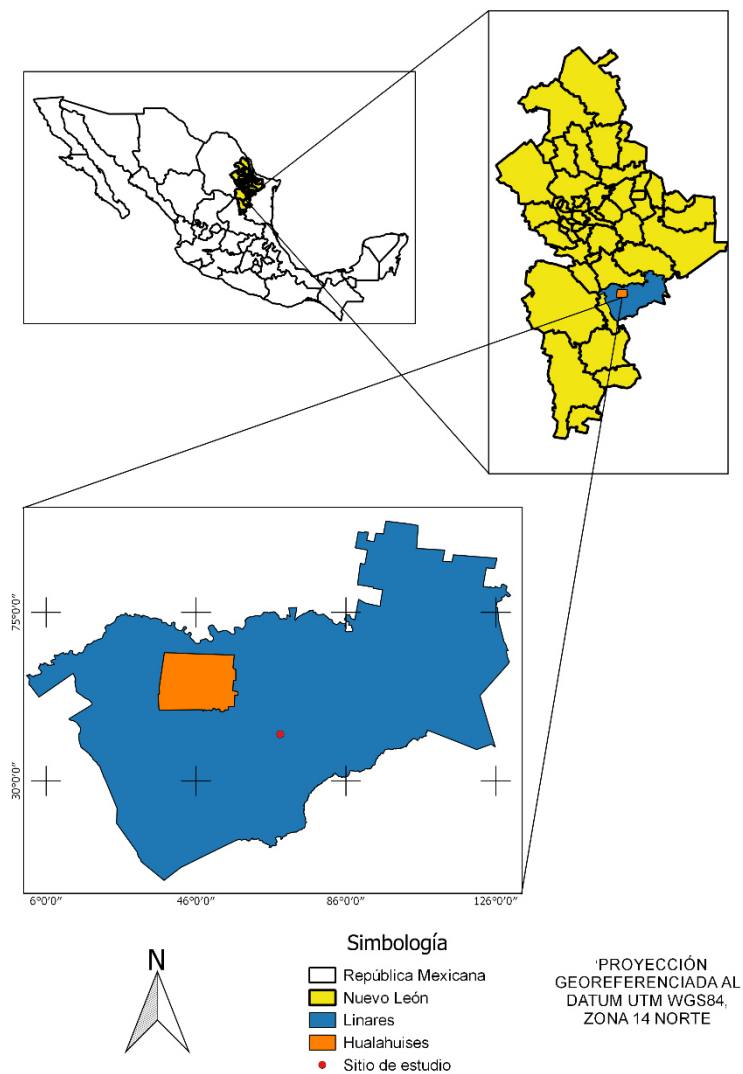 75°0'0"
30°0'0"
6°0'0"
46°0'0"
86°0'0"
126°0'0"
N
Simbología
República Mexicana
Nuevo León
Linares
Hualahuises
Sitio de estudio
'PROYECCIÓN
GEOREFERENCIADA AL
DATUM UTM WGS84,
ZONA 14 NORTE